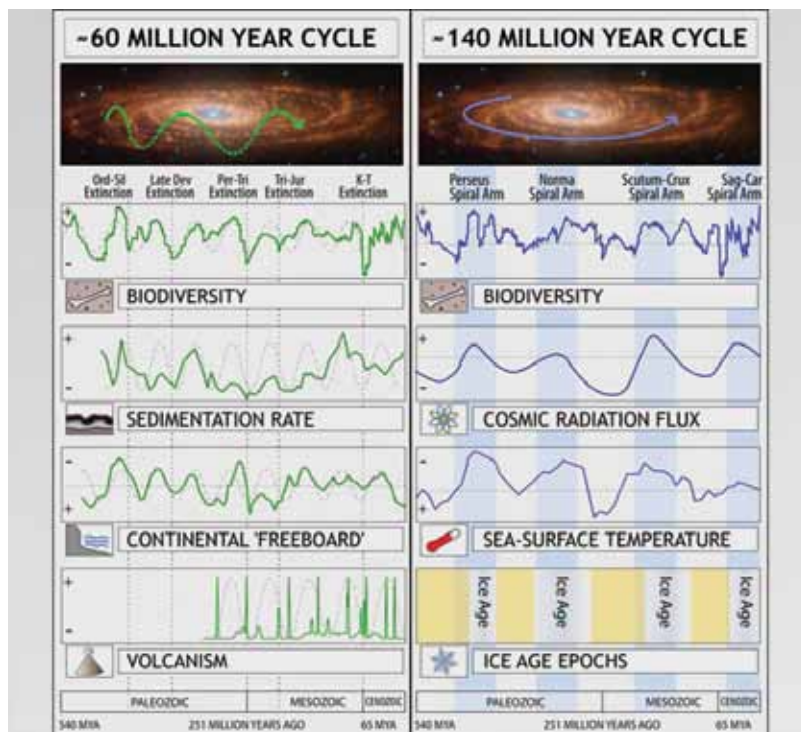 ~60 MILLION YEAR CYCLE
Ord-Sil Extinction
Late Dev Extinction
Per-Tri Extinction
Tri-Jur Extinction
K-T Extinction
+
-
BIODIVERSITY
+
-
SEDIMENTATION RATE
-
+
CONTINENTAL 'FREEBOARD'
+
-
VOLCANISM
PALEOZOIC
MESOZOIC
CENOZOIC
540 MYA
251 MILLION YEARS AGO
65 MYA
~140 MILLION YEAR CYCLE
Perseus Spiral Arm
Norma Spiral Arm
Scutum-Crux Spiral Arm
Sag-Car Spiral Arm
+
-
BIODIVERSITY
+
-
COSMIC RADIATION FLUX
-
+
SEA-SURFACE TEMPERATURE
Ice Age
Ice Age
Ice Age
Ice Age
ICE AGE EPOCHS
PALEOZOIC
MESOZOIC
CENOZOIC
540 MYA
251 MILLION YEARS AGO
65 MYA